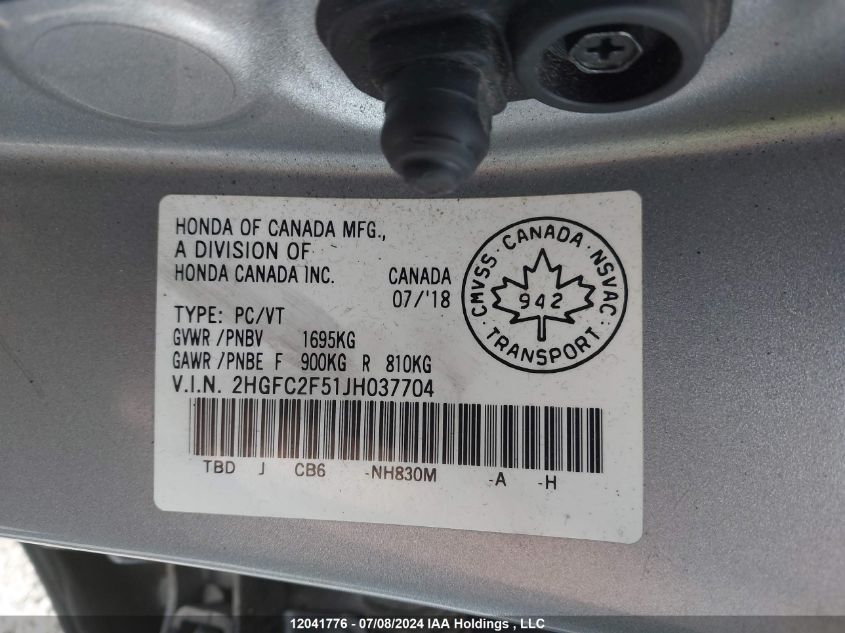 HONDA OF CANADA MFG.,
A DIVISION OF
HONDA CANADA INC.
CANADA
07/'18
CMVSS · CANADA · NSVAC · TRANSPORT ·
942
TYPE: PC/VT
GVWR /PNBV 1695KG
GAWR /PNBE F 900KG R 810KG
V.I.N. 2HGFC2F51JH037704
TBD J CB6 -NH830M -A -H
12041776 - 07/08/2024 IAA Holdings , LLC